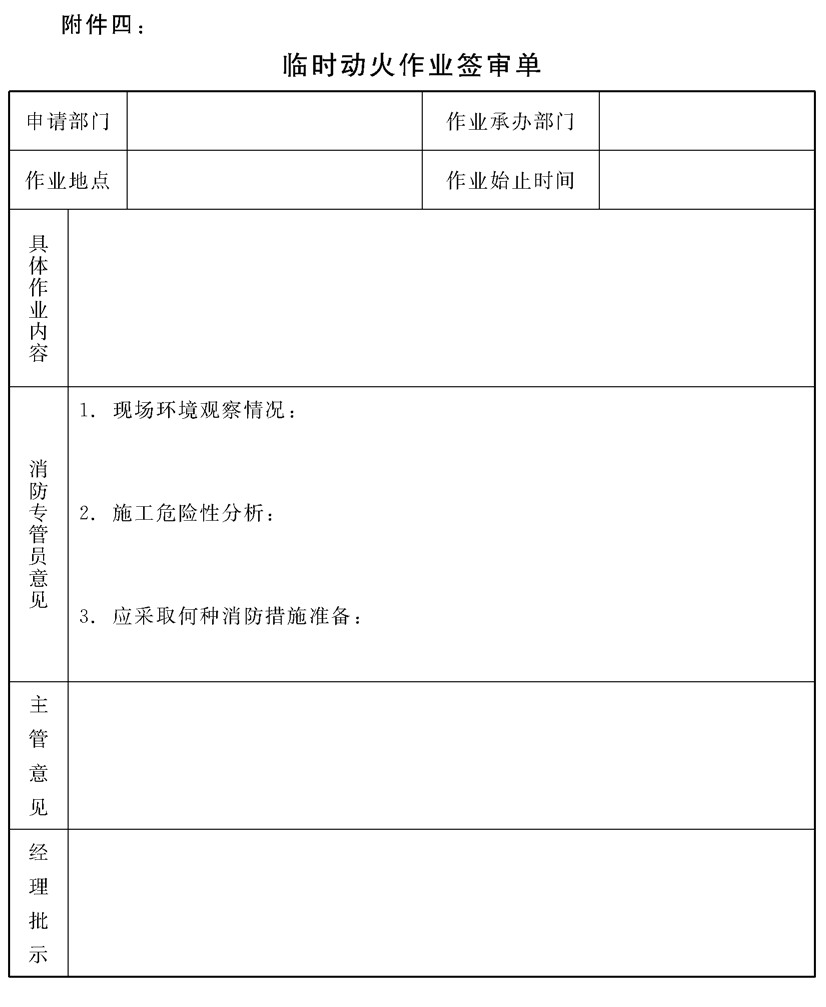 附件四：
临时动火作业签审单
申请部门 作业承办部门
作业地点 作业始止时间
具体作业内容
消防专管员意见
1. 现场环境观察情况：
2. 施工危险性分析：
3. 应采取何种消防措施准备：
主管意见
经理批示